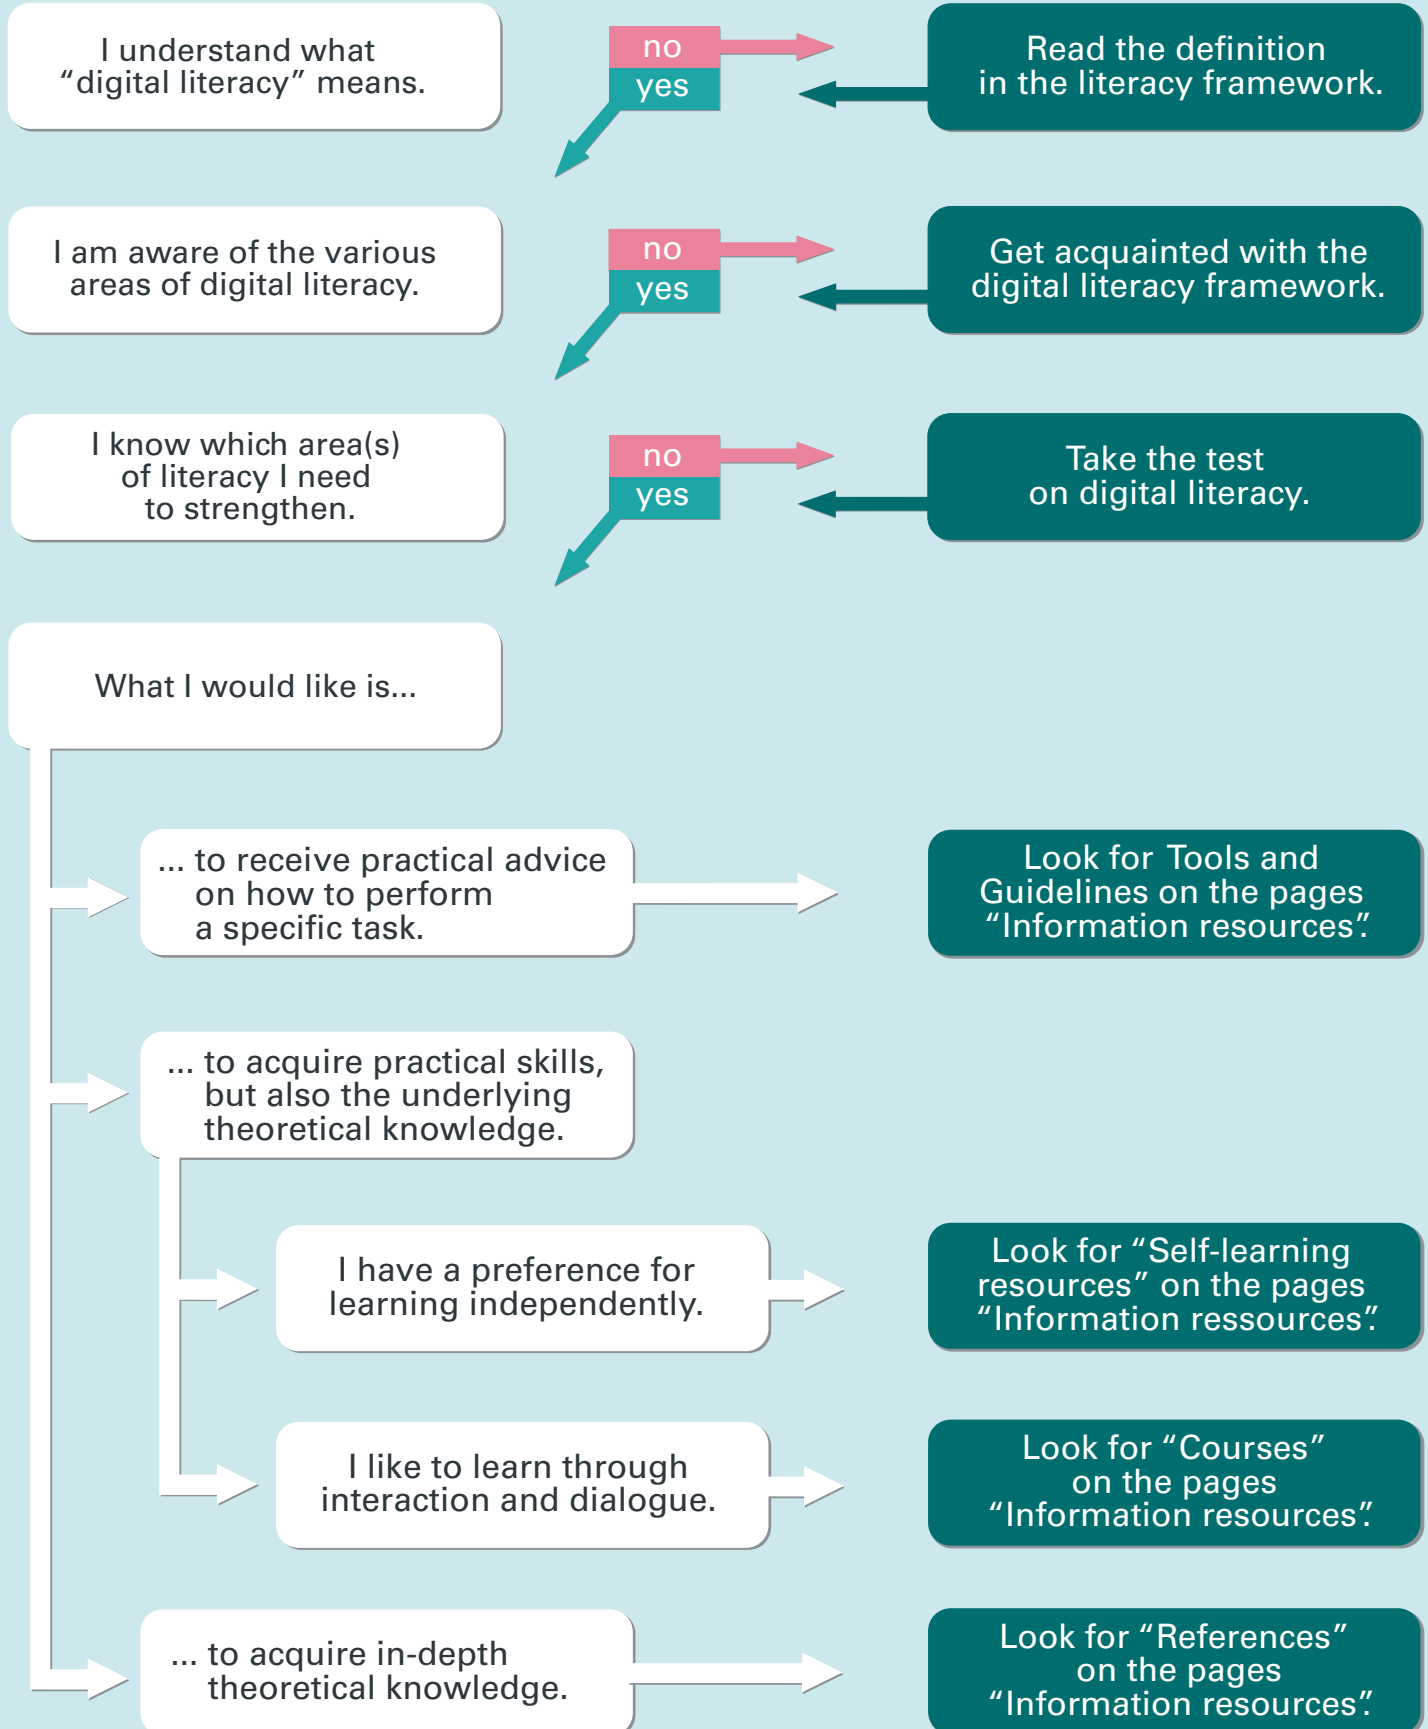 I understand what
“digital literacy” means.
no
yes
Read the definition
in the literacy framework.
I am aware of the various
areas of digital literacy.
no
yes
Get acquainted with the
digital literacy framework.
I know which area(s)
of literacy I need
to strengthen.
no
yes
Take the test
on digital literacy.
What I would like is...
... to receive practical advice
on how to perform
a specific task.
Look for Tools and
Guidelines on the pages
“Information resources”.
... to acquire practical skills,
but also the underlying
theoretical knowledge.
I have a preference for
learning independently.
Look for “Self-learning
resources” on the pages
“Information ressources”.
I like to learn through
interaction and dialogue.
Look for “Courses”
on the pages
“Information resources”.
... to acquire in-depth
theoretical knowledge.
Look for “References”
on the pages
“Information resources”.